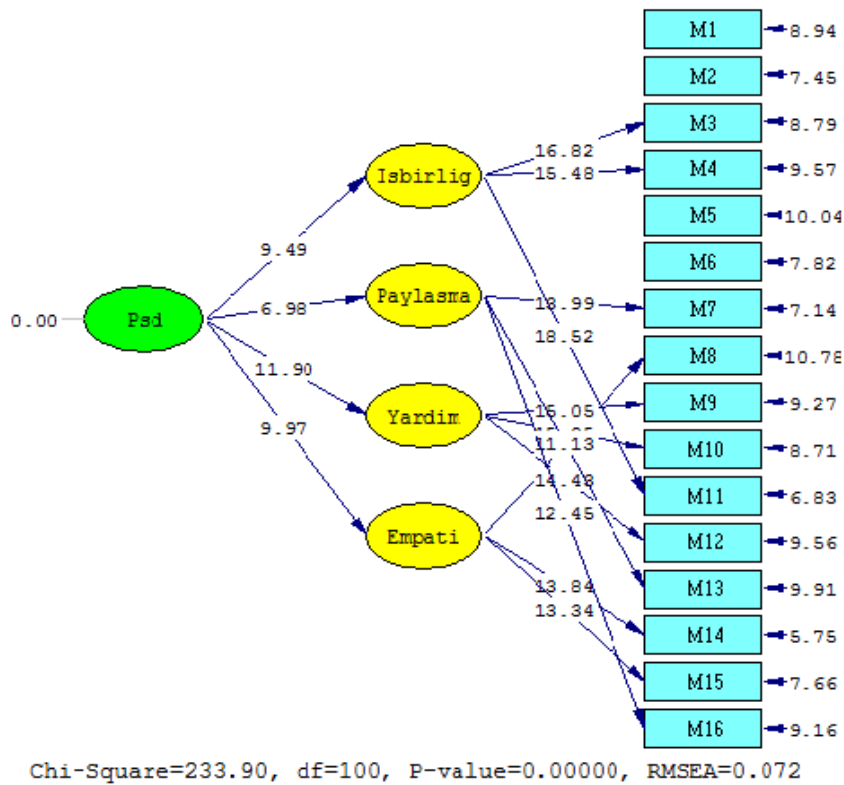 M1 8.94
M2 7.45
M3 8.79
M4 9.57
M5 10.04
M6 7.82
M7 7.14
M8 10.78
M9 9.27
M10 8.71
M11 6.83
M12 9.56
M13 9.91
M14 5.75
M15 7.66
M16 9.16
0.00 Psd
9.49
6.98
11.90
9.97
Isbirlig
Paylasma
Yardim
Empati
16.82
15.48
18.52
15.05
11.13
14.48
12.45
13.84
13.34
Chi-Square=233.90, df=100, P-value=0.00000, RMSEA=0.072